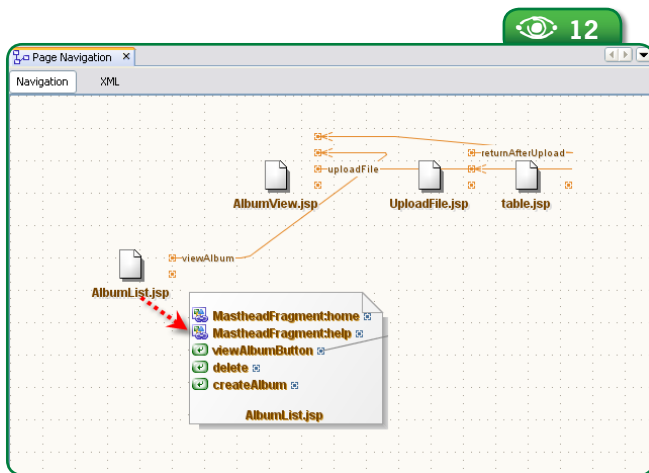 12
Page Navigation
Navigation XML
returnAfterUpload
uploadFile
AlbumView.jsp UploadFile.jsp table.jsp
viewAlbum
AlbumList.jsp
MastheadFragment:home
MastheadFragment:help
viewAlbumButton
delete
createAlbum
AlbumList.jsp